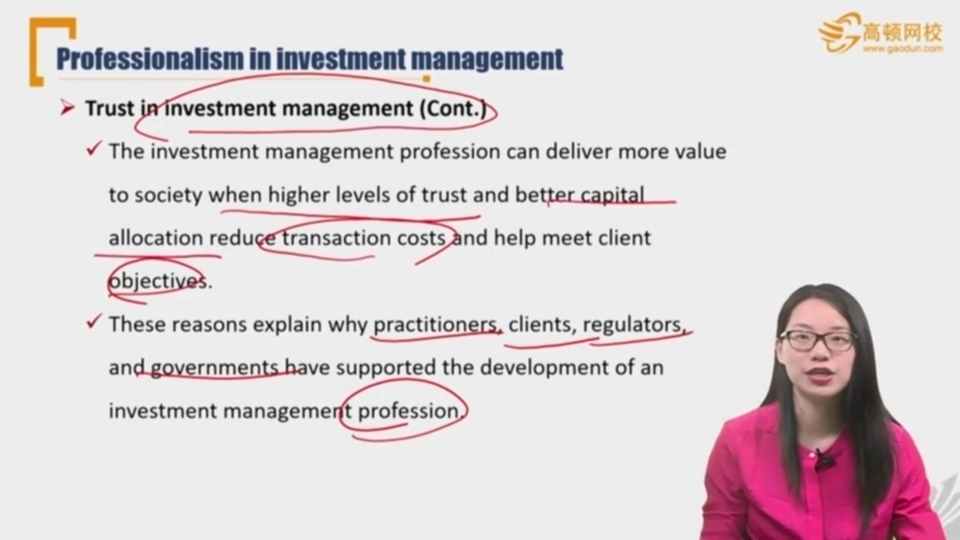 高顿网校
www.gaodun.com
Professionalism in investment management
Trust in investment management (Cont.)
The investment management profession can deliver more value
to society when higher levels of trust and better capital
allocation reduce transaction costs and help meet client
objectives.
These reasons explain why practitioners, clients, regulators,
and governments have supported the development of an
investment management profession.